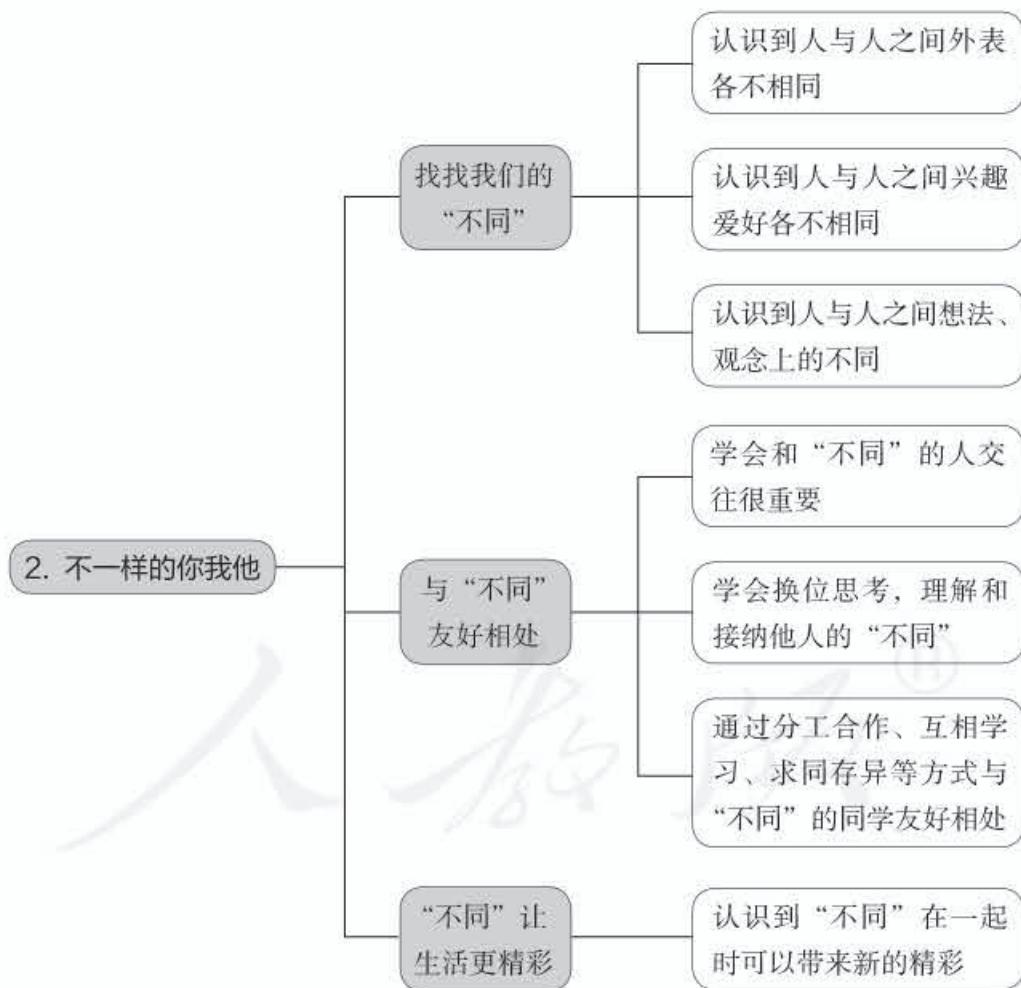 认识到人与人之间外表
各不相同
找找我们的
“不同”
认识到人与人之间兴趣
爱好各不相同
认识到人与人之间想法、
观念上的不同
2. 不一样的你我他
与“不同”
友好相处
学会和“不同”的人交
往很重要
学会换位思考，理解和
接纳他人的“不同”
通过分工合作、互相学
习、求同存异等方式与
“不同”的同学友好相处
“不同”让
生活更精彩
认识到“不同”在一起
时可以带来新的精彩
人教版®